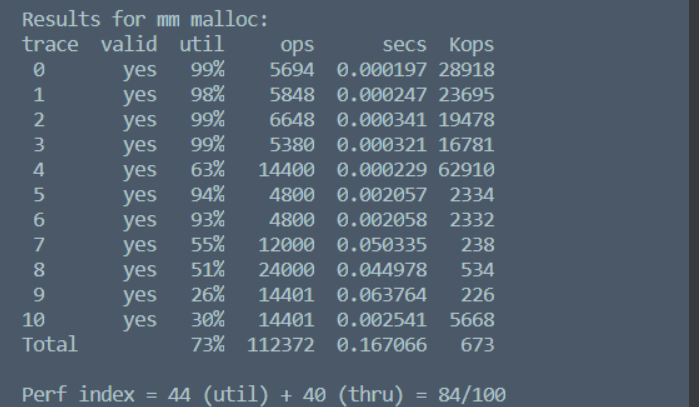 Results for mm malloc:
trace valid util ops secs Kops
0 yes 99% 5694 0.000197 28918
1 yes 98% 5848 0.000247 23695
2 yes 99% 6648 0.000341 19478
3 yes 99% 5380 0.000321 16781
4 yes 63% 14400 0.000229 62910
5 yes 94% 4800 0.002057 2334
6 yes 93% 4800 0.002058 2332
7 yes 55% 12000 0.050335 238
8 yes 51% 24000 0.044978 534
9 yes 26% 14401 0.063764 226
10 yes 30% 14401 0.002541 5668
Total 73% 112372 0.167066 673
Perf index = 44 (util) + 40 (thru) = 84/100